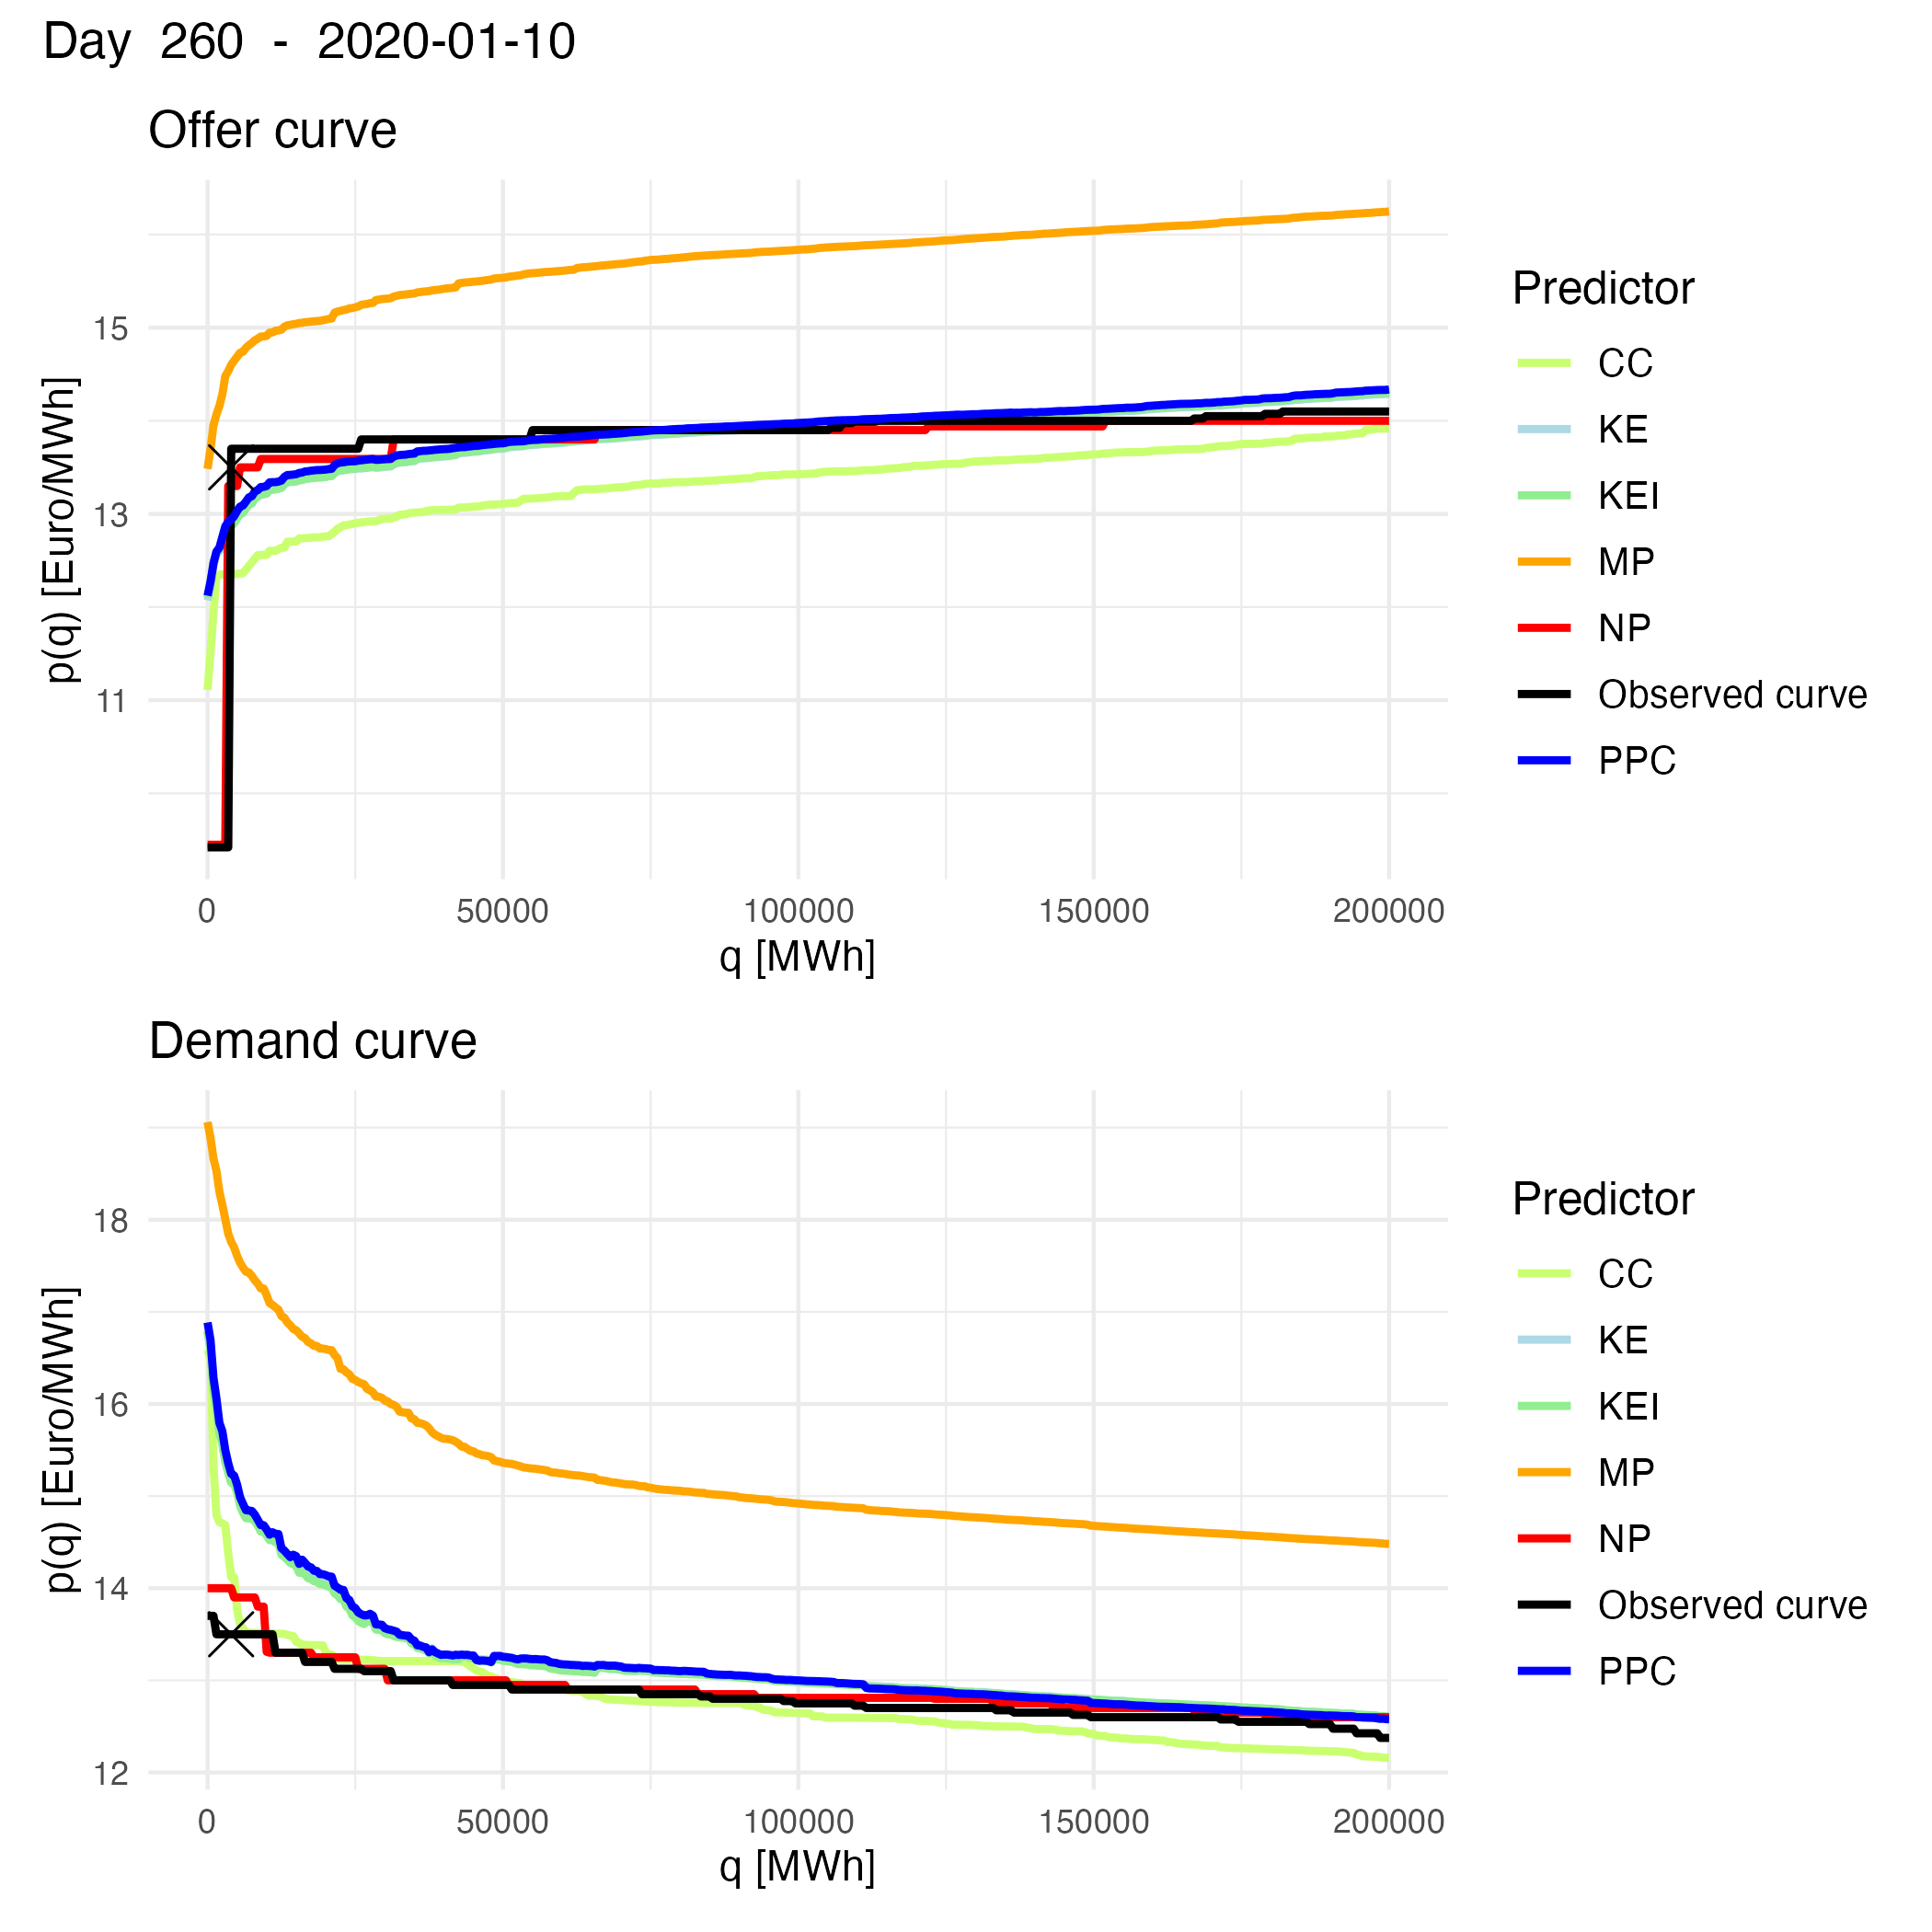 Day 260 - 2020-01-10
Offer curve
15
13
11
p(q) [Euro/MWh]
0 50000 100000 150000 200000
q [MWh]
Predictor
CC
KE
KEI
MP
NP
Observed curve
PPC
Demand curve
18
16
14
12
p(q) [Euro/MWh]
0 50000 100000 150000 200000
q [MWh]
Predictor
CC
KE
KEI
MP
NP
Observed curve
PPC